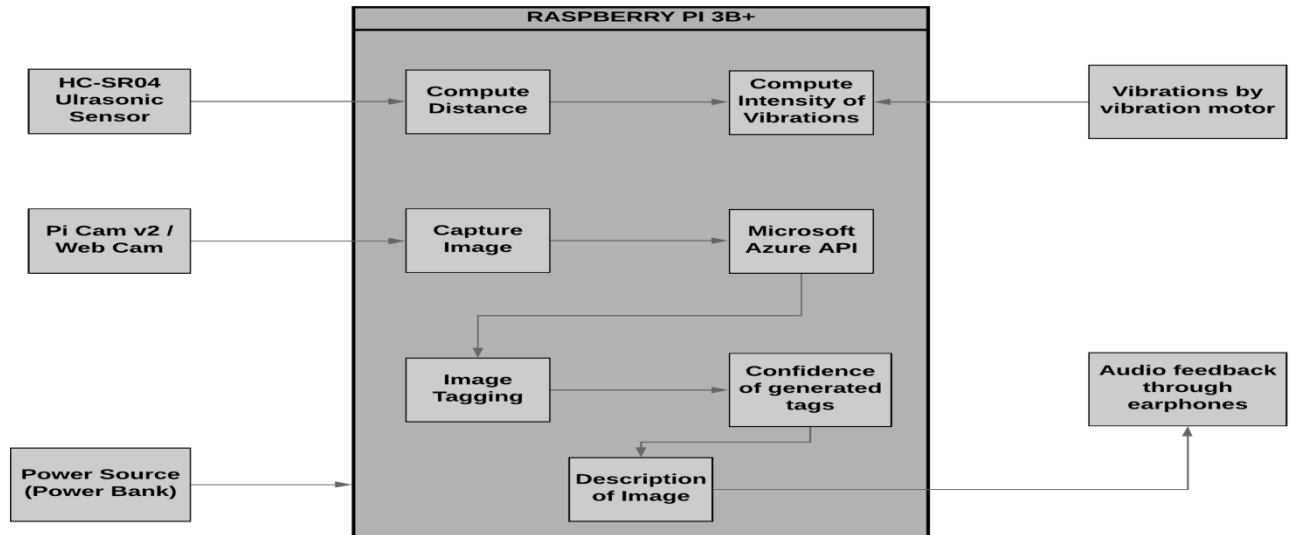 RASPBERRY PI 3B+
HC-SR04
Ulrasonic
Sensor
Compute
Distance
Compute
Intensity of
Vibrations
Vibrations by
vibration motor
Pi Cam v2 /
Web Cam
Capture
Image
Microsoft
Azure API
Image
Tagging
Confidence
of generated
tags
Audio feedback
through
earphones
Power Source
(Power Bank)
Description
of Image